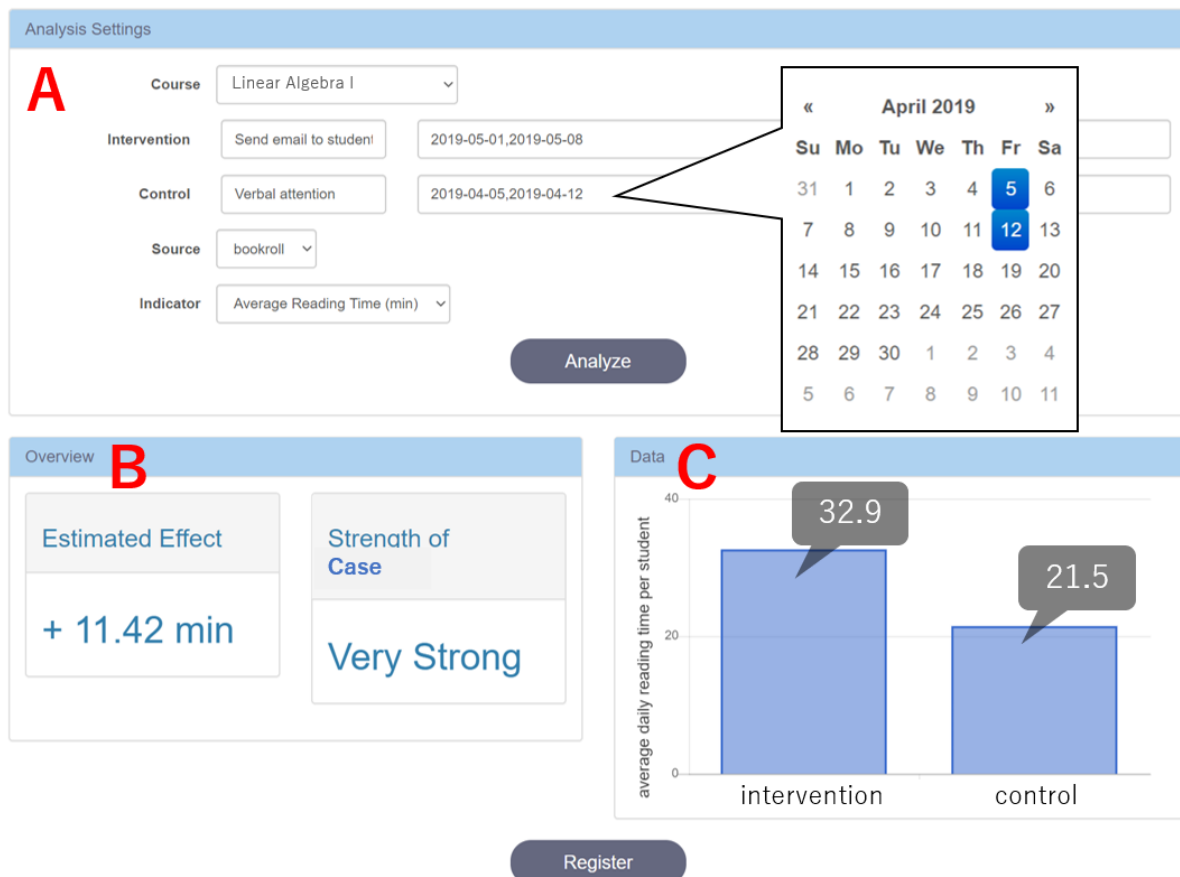 Analysis Settings
A
Course
Linear Algebra I
Intervention
Send email to student
2019-05-01,2019-05-08
Control
Verbal attention
2019-04-05,2019-04-12
Source
bookroll
Indicator
Average Reading Time (min)
Analyze
« April 2019 »
Su Mo Tu We Th Fr Sa
31 1 2 3 4 5 6
7 8 9 10 11 12 13
14 15 16 17 18 19 20
21 22 23 24 25 26 27
28 29 30 1 2 3 4
5 6 7 8 9 10 11
Overview
B
Estimated Effect
+ 11.42 min
Strength of
Case
Very Strong
Data
C
average daily reading time per student
40
20
0
32.9
21.5
intervention
control
Register